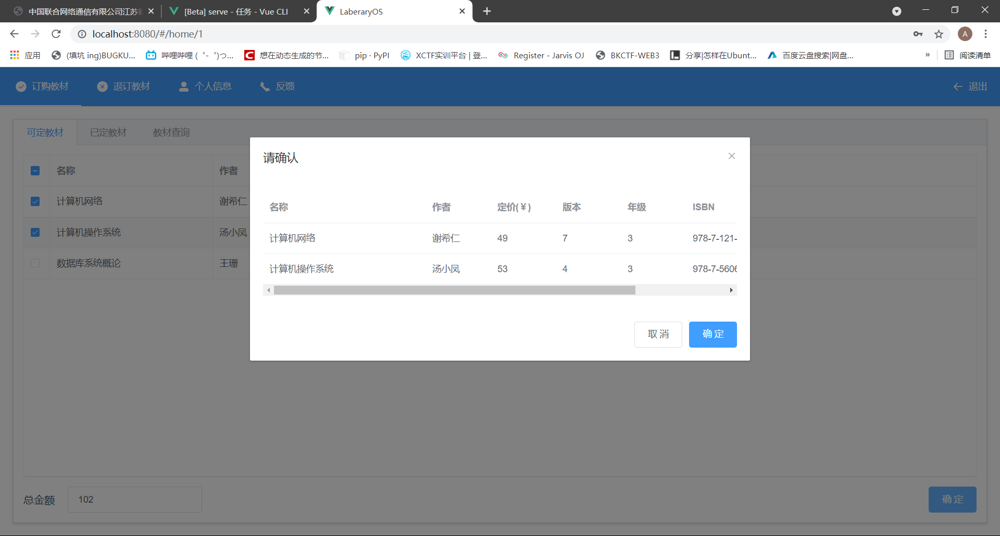 中国联合网络通信有限公司江苏省
[Beta] serve - 任务 - Vue CLI
LaberaryOS
localhost:8080/#/home/1
A
应用
(填坑 ing)BUGKU...
哔哩哔哩 ( ゜- ゜)つ...
想在动态生成的节...
pip · PyPI
XCTF实训平台 | 登...
Register - Jarvis OJ
BKCTF-WEB3
分享|怎样在Ubunt...
百度云盘搜索|网盘...
»
阅读清单
订购教材
退订教材
个人信息
反馈
退出
可定教材
已定教材
教材查询
名称 作者
计算机网络 谢希仁
计算机操作系统 汤小凤
数据库系统概论 王珊
请确认
名称 作者 定价(￥) 版本 年级 ISBN
计算机网络 谢希仁 49 7 3 978-7-121-
计算机操作系统 汤小凤 53 4 3 978-7-5606
取 消
确 定
总金额 102
确 定